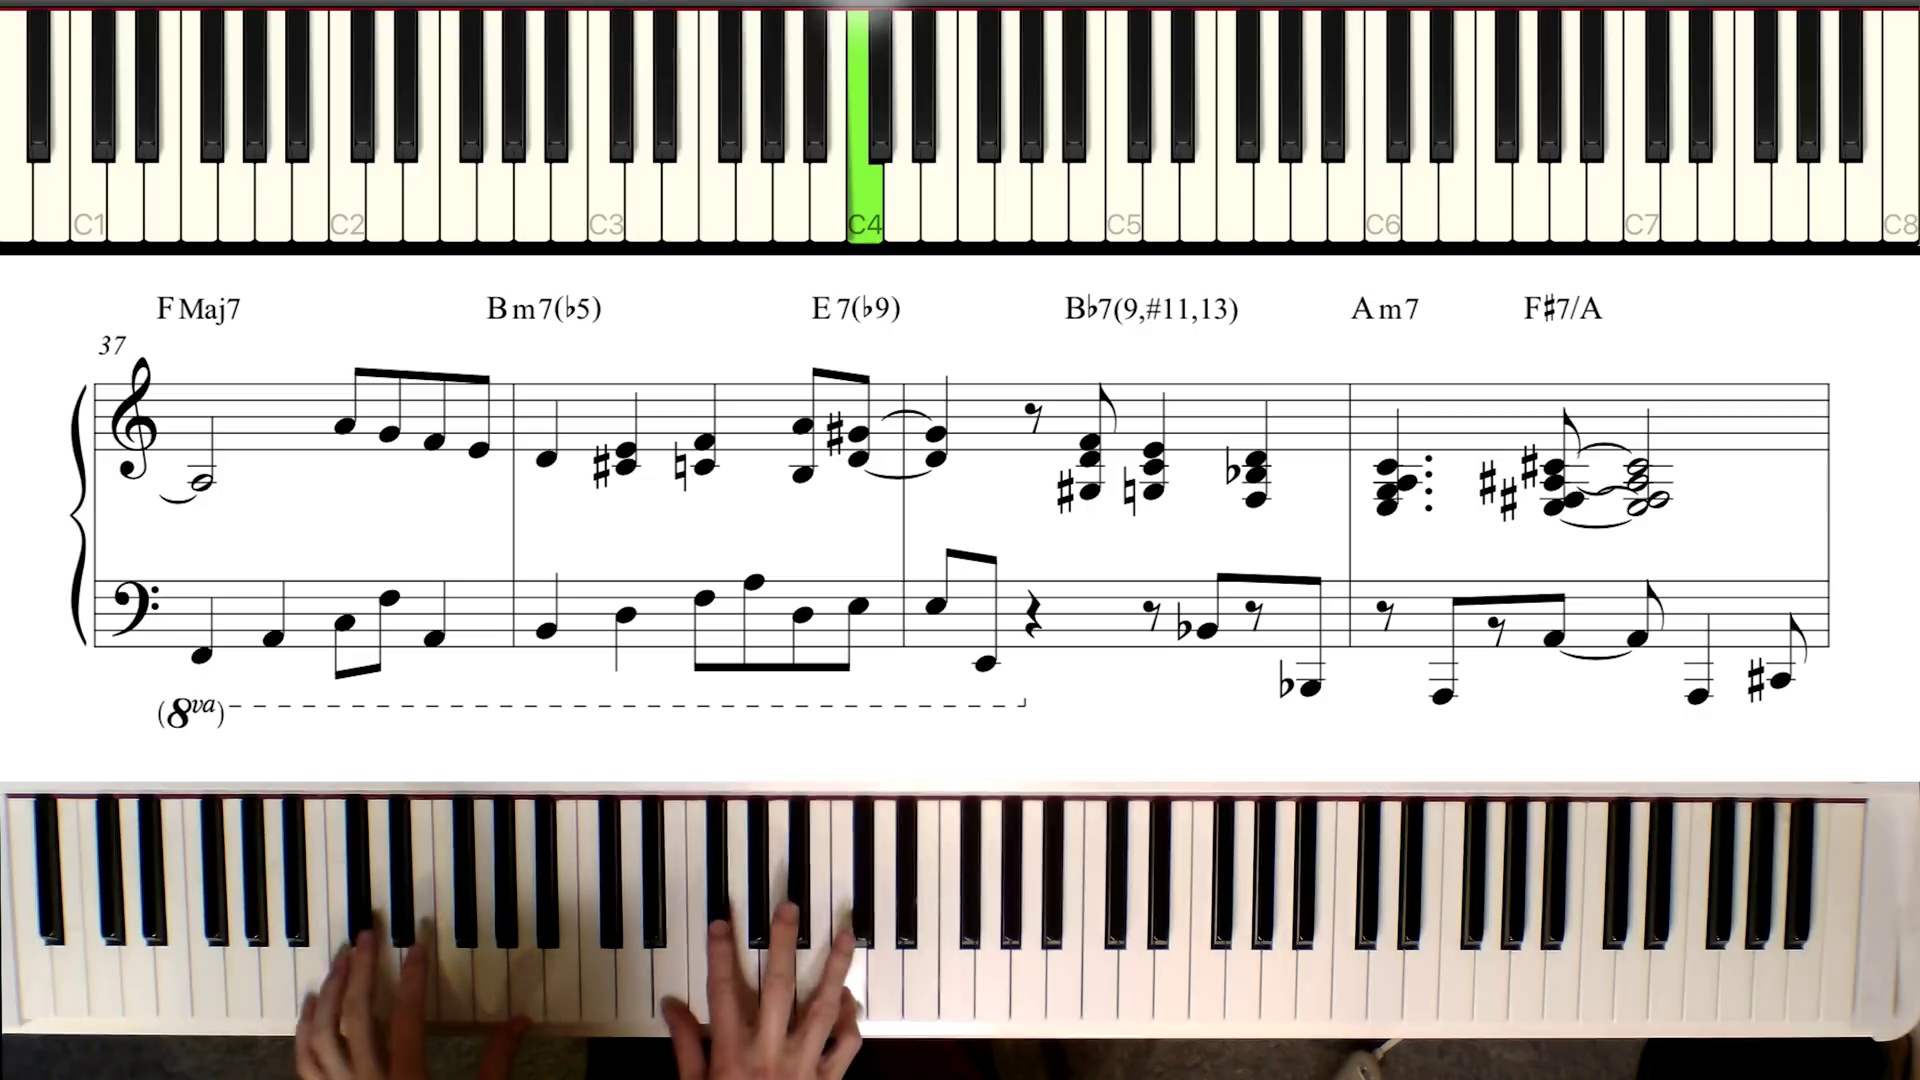 C1 C2 C3 C4 C5 C6 C7 C8
F Maj7 B m7(♭5) E 7(♭9) B♭7(9,#11,13) A m7 F♯7/A
37
(8va)